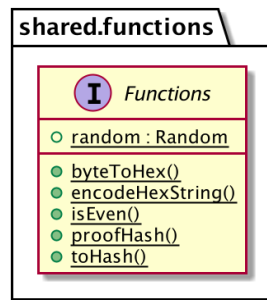 shared.functions
I Functions
random : Random
byteToHex()
encodeHexString()
isEven()
proofHash()
toHash()